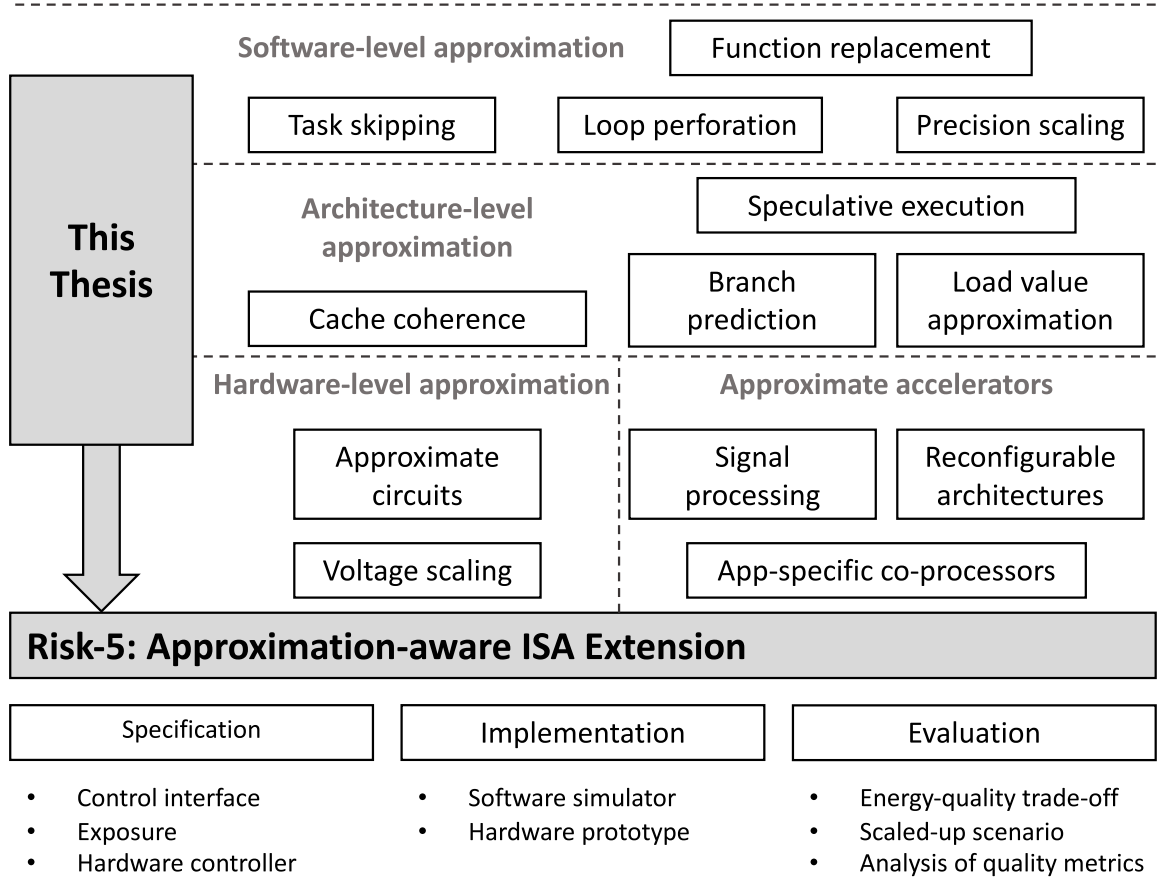 Software-level approximation
Function replacement
Task skipping
Loop perforation
Precision scaling
This
Thesis
Architecture-level
approximation
Speculative execution
Cache coherence
Branch
prediction
Load value
approximation
Hardware-level approximation
Approximate
circuits
Voltage scaling
Approximate accelerators
Signal
processing
Reconfigurable
architectures
App-specific co-processors
Risk-5: Approximation-aware ISA Extension
Specification
• Control interface
• Exposure
• Hardware controller
Implementation
• Software simulator
• Hardware prototype
Evaluation
• Energy-quality trade-off
• Scaled-up scenario
• Analysis of quality metrics